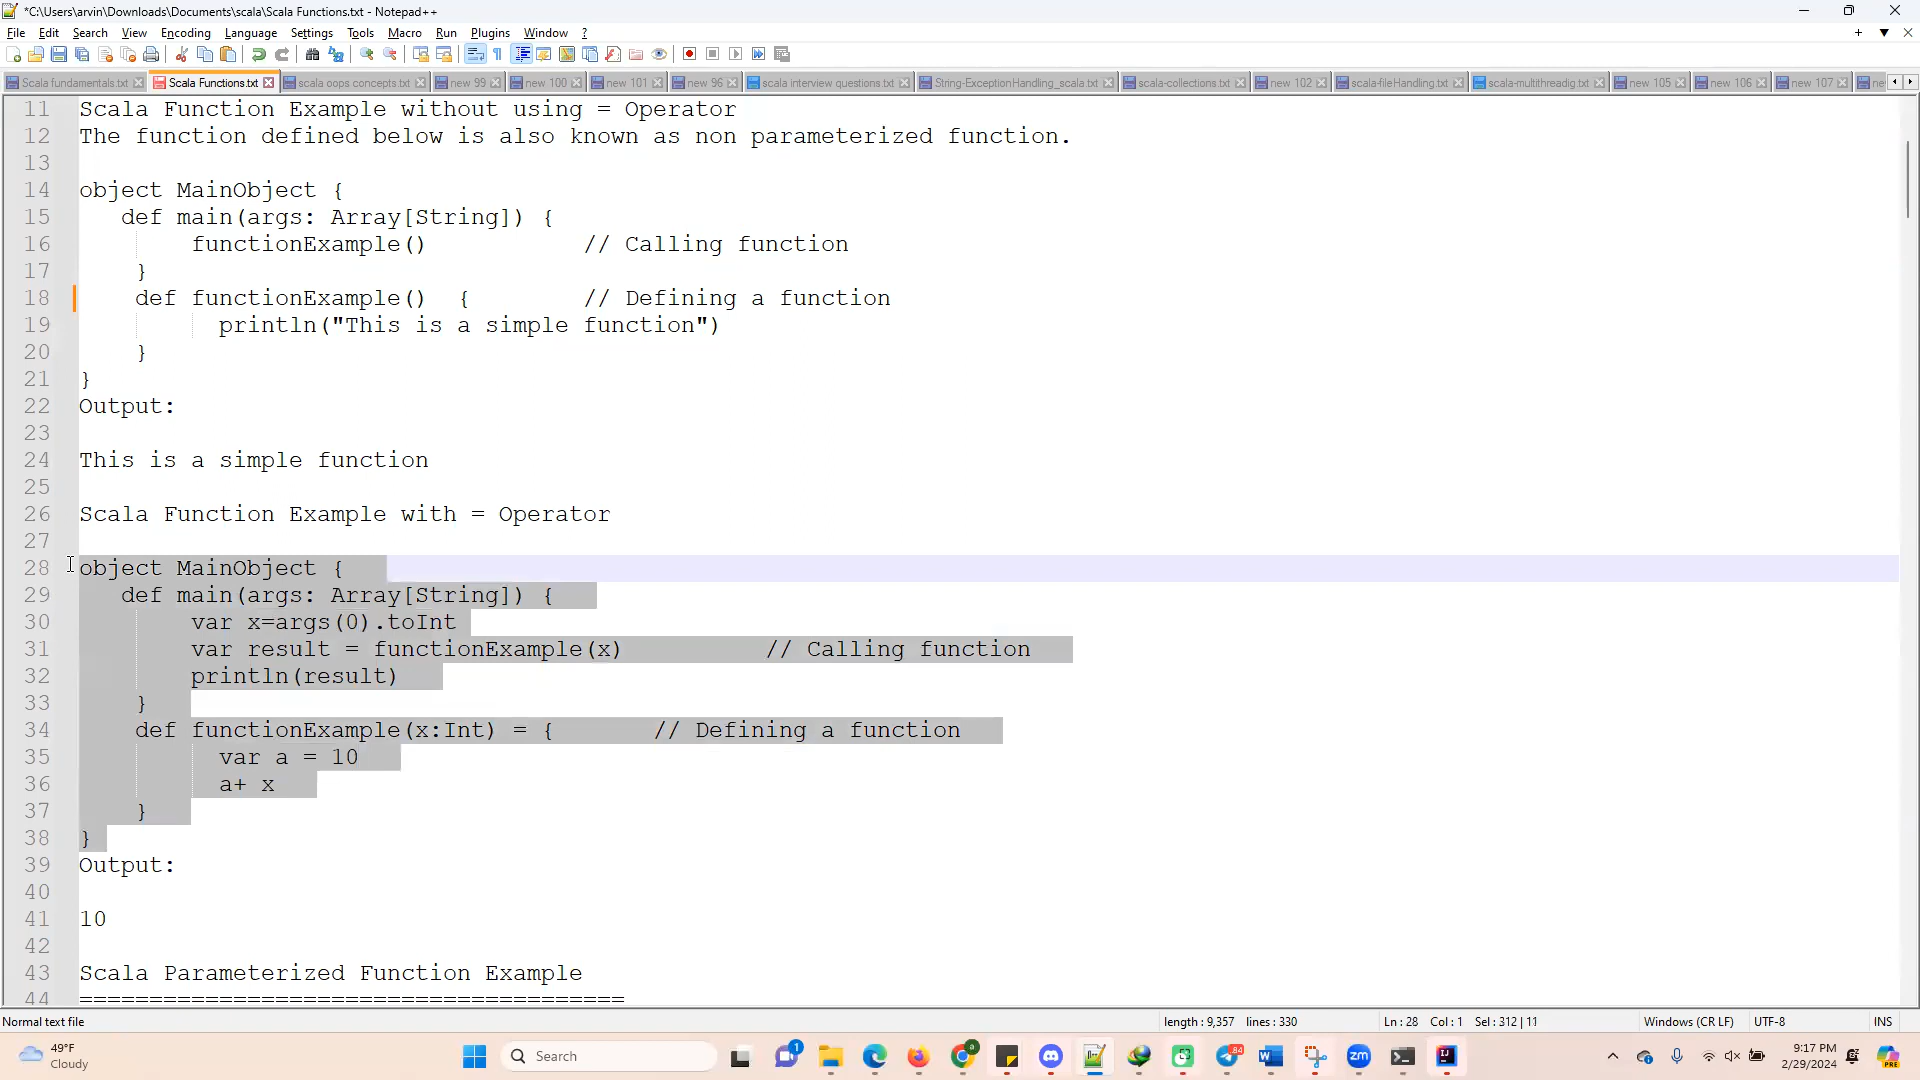 *C:\Users\arvin\Downloads\Documents\scala\Scala Functions.txt - Notepad++
File Edit Search View Encoding Language Settings Tools Macro Run Plugins Window ?
Scala fundamentals.txt Scala Functions.txt scala oops concepts.txt new 99 new 100 new 101 new 96 scala interview questions.txt String-ExceptionHandling_scala.txt scala-collections.txt new 102 scala-fileHandling.txt scala-multithreadig.txt new 105 new 106 new 107 ne
11 Scala Function Example without using = Operator
12 The function defined below is also known as non parameterized function.
13
14 object MainObject {
15 def main(args: Array[String]) {
16 functionExample() // Calling function
17 }
18 def functionExample() { // Defining a function
19 println("This is a simple function")
20 }
21 }
22 Output:
23
24 This is a simple function
25
26 Scala Function Example with = Operator
27
28 object MainObject {
29 def main(args: Array[String]) {
30 var x=args(0).toInt
31 var result = functionExample(x) // Calling function
32 println(result)
33 }
34 def functionExample(x:Int) = { // Defining a function
35 var a = 10
36 a+ x
37 }
38 }
39 Output:
40
41 10
42
43 Scala Parameterized Function Example
44 =======================================
Normal text file length : 9,357 lines : 330 Ln : 28 Col : 1 Sel : 312 | 11 Windows (CR LF) UTF-8 INS
49°F
Cloudy
Search
1
84
9:17 PM
2/29/2024